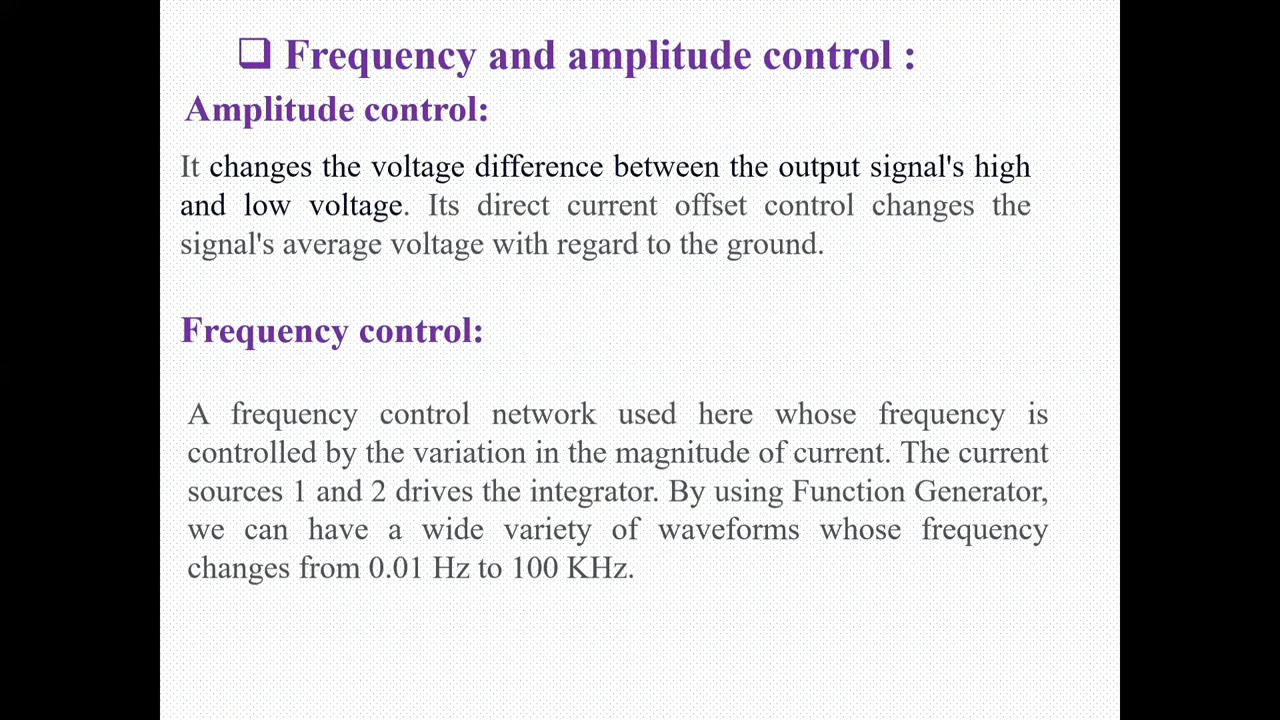 ❑ Frequency and amplitude control :
Amplitude control:
It changes the voltage difference between the output signal's high
and low voltage. Its direct current offset control changes the
signal's average voltage with regard to the ground.
Frequency control:
A frequency control network used here whose frequency is
controlled by the variation in the magnitude of current. The current
sources 1 and 2 drives the integrator. By using Function Generator,
we can have a wide variety of waveforms whose frequency
changes from 0.01 Hz to 100 KHz.